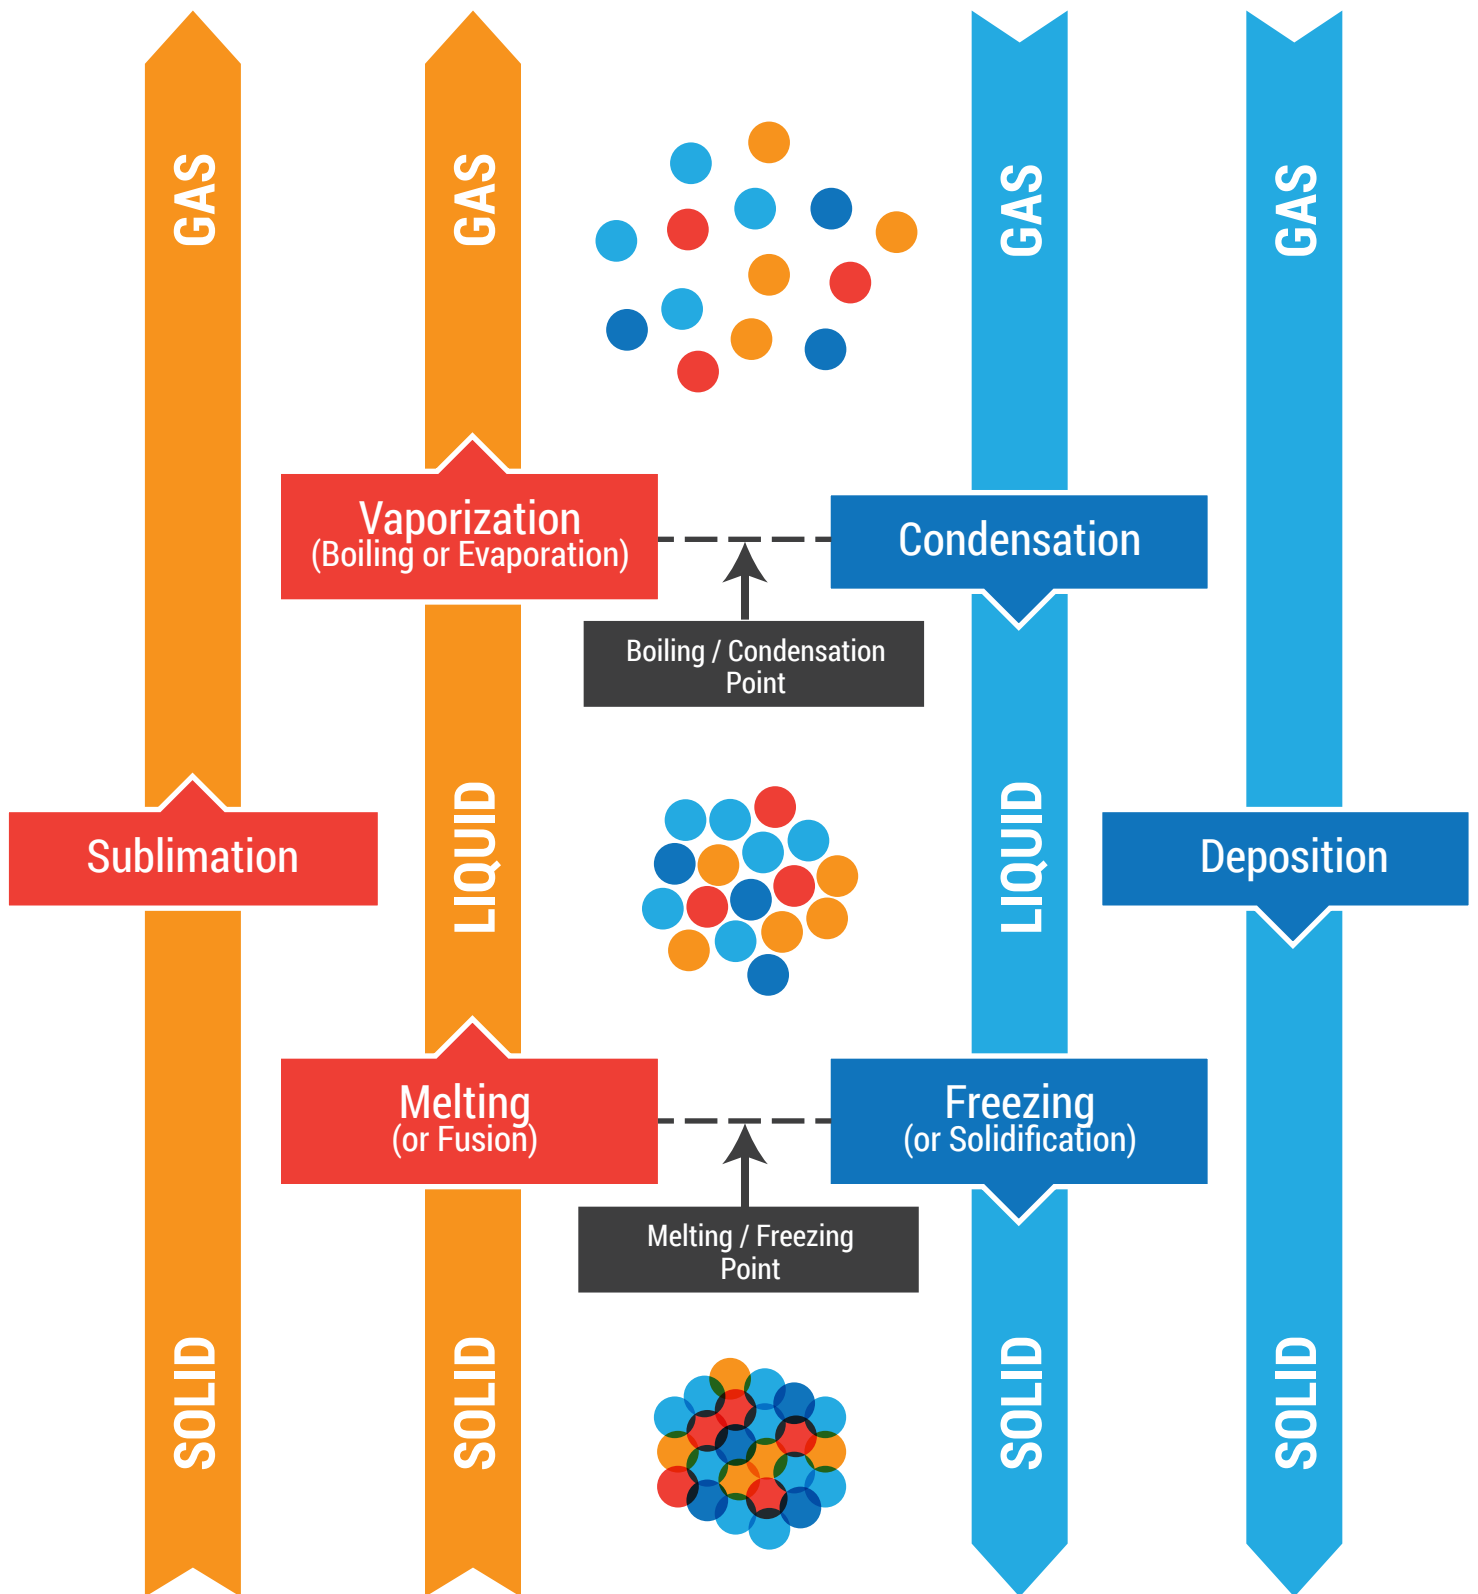 GAS
GAS
GAS
GAS
Vaporization
(Boiling or Evaporation)
Condensation
Boiling / Condensation
Point
Sublimation
LIQUID
LIQUID
Deposition
Melting
(or Fusion)
Freezing
(or Solidification)
Melting / Freezing
Point
SOLID
SOLID
SOLID
SOLID